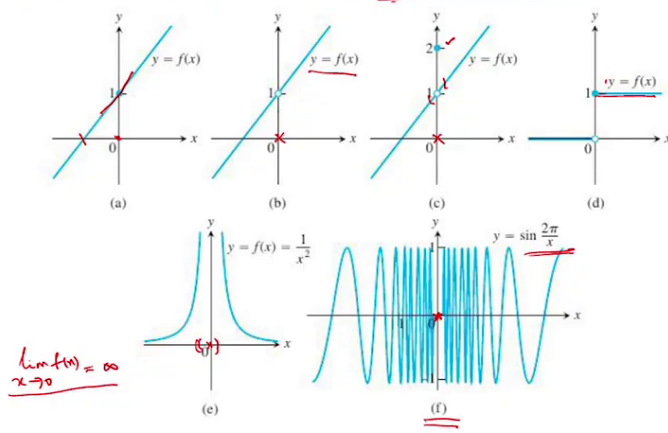 y y y y
y = f(x) y = f(x) 2 y = f(x) y = f(x)
1 1 1 1
x x x x
0 0 0 0
(a) (b) (c) (d)
y y
y = f(x) = 1/x² y = sin 2π/x
1
x x
0 1 0
lim f(x) = ∞
x→0
1
(e) (f)